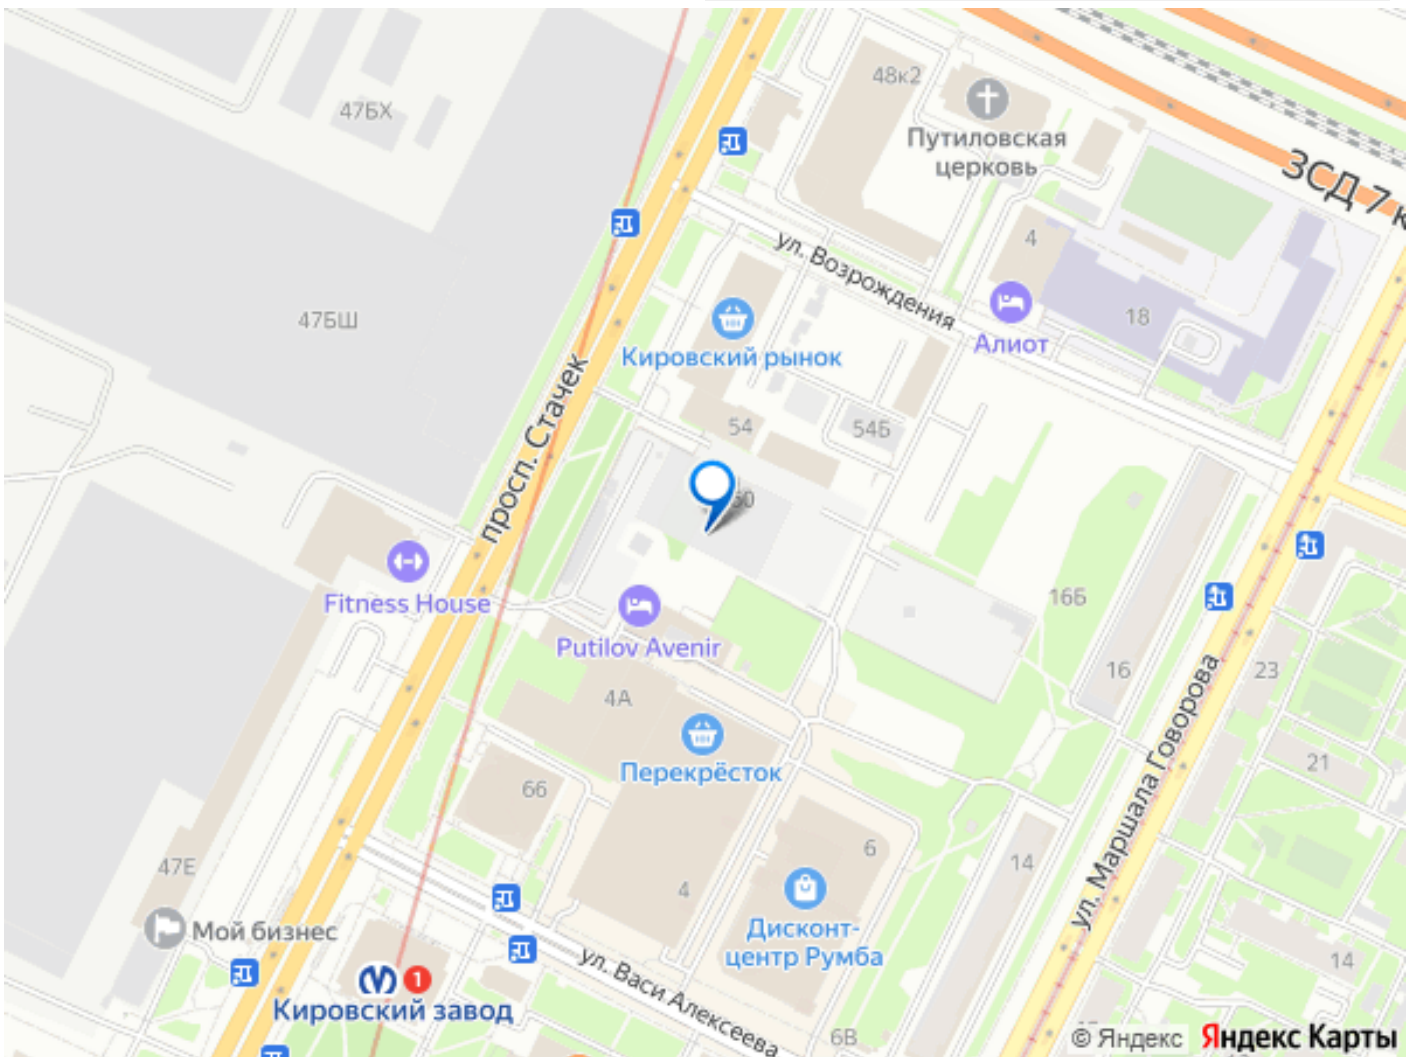 47БХ
48к2
Путиловская
церковь
ЗСД 7 к
4
ул. Возрождения
47БШ
18
Алиот
Кировский рынок
просп. Стачек
54
54Б
60
Fitness House
Putilov Avenir
16Б
16
23
4А
Перекрёсток
ул. Маршала Говорова
21
66
6
14
47Е
4
Мой бизнес
Дисконт-
центр Румба
14
1
Кировский завод
ул. Васи Алексеева
6В
© Яндекс Яндекс Карты